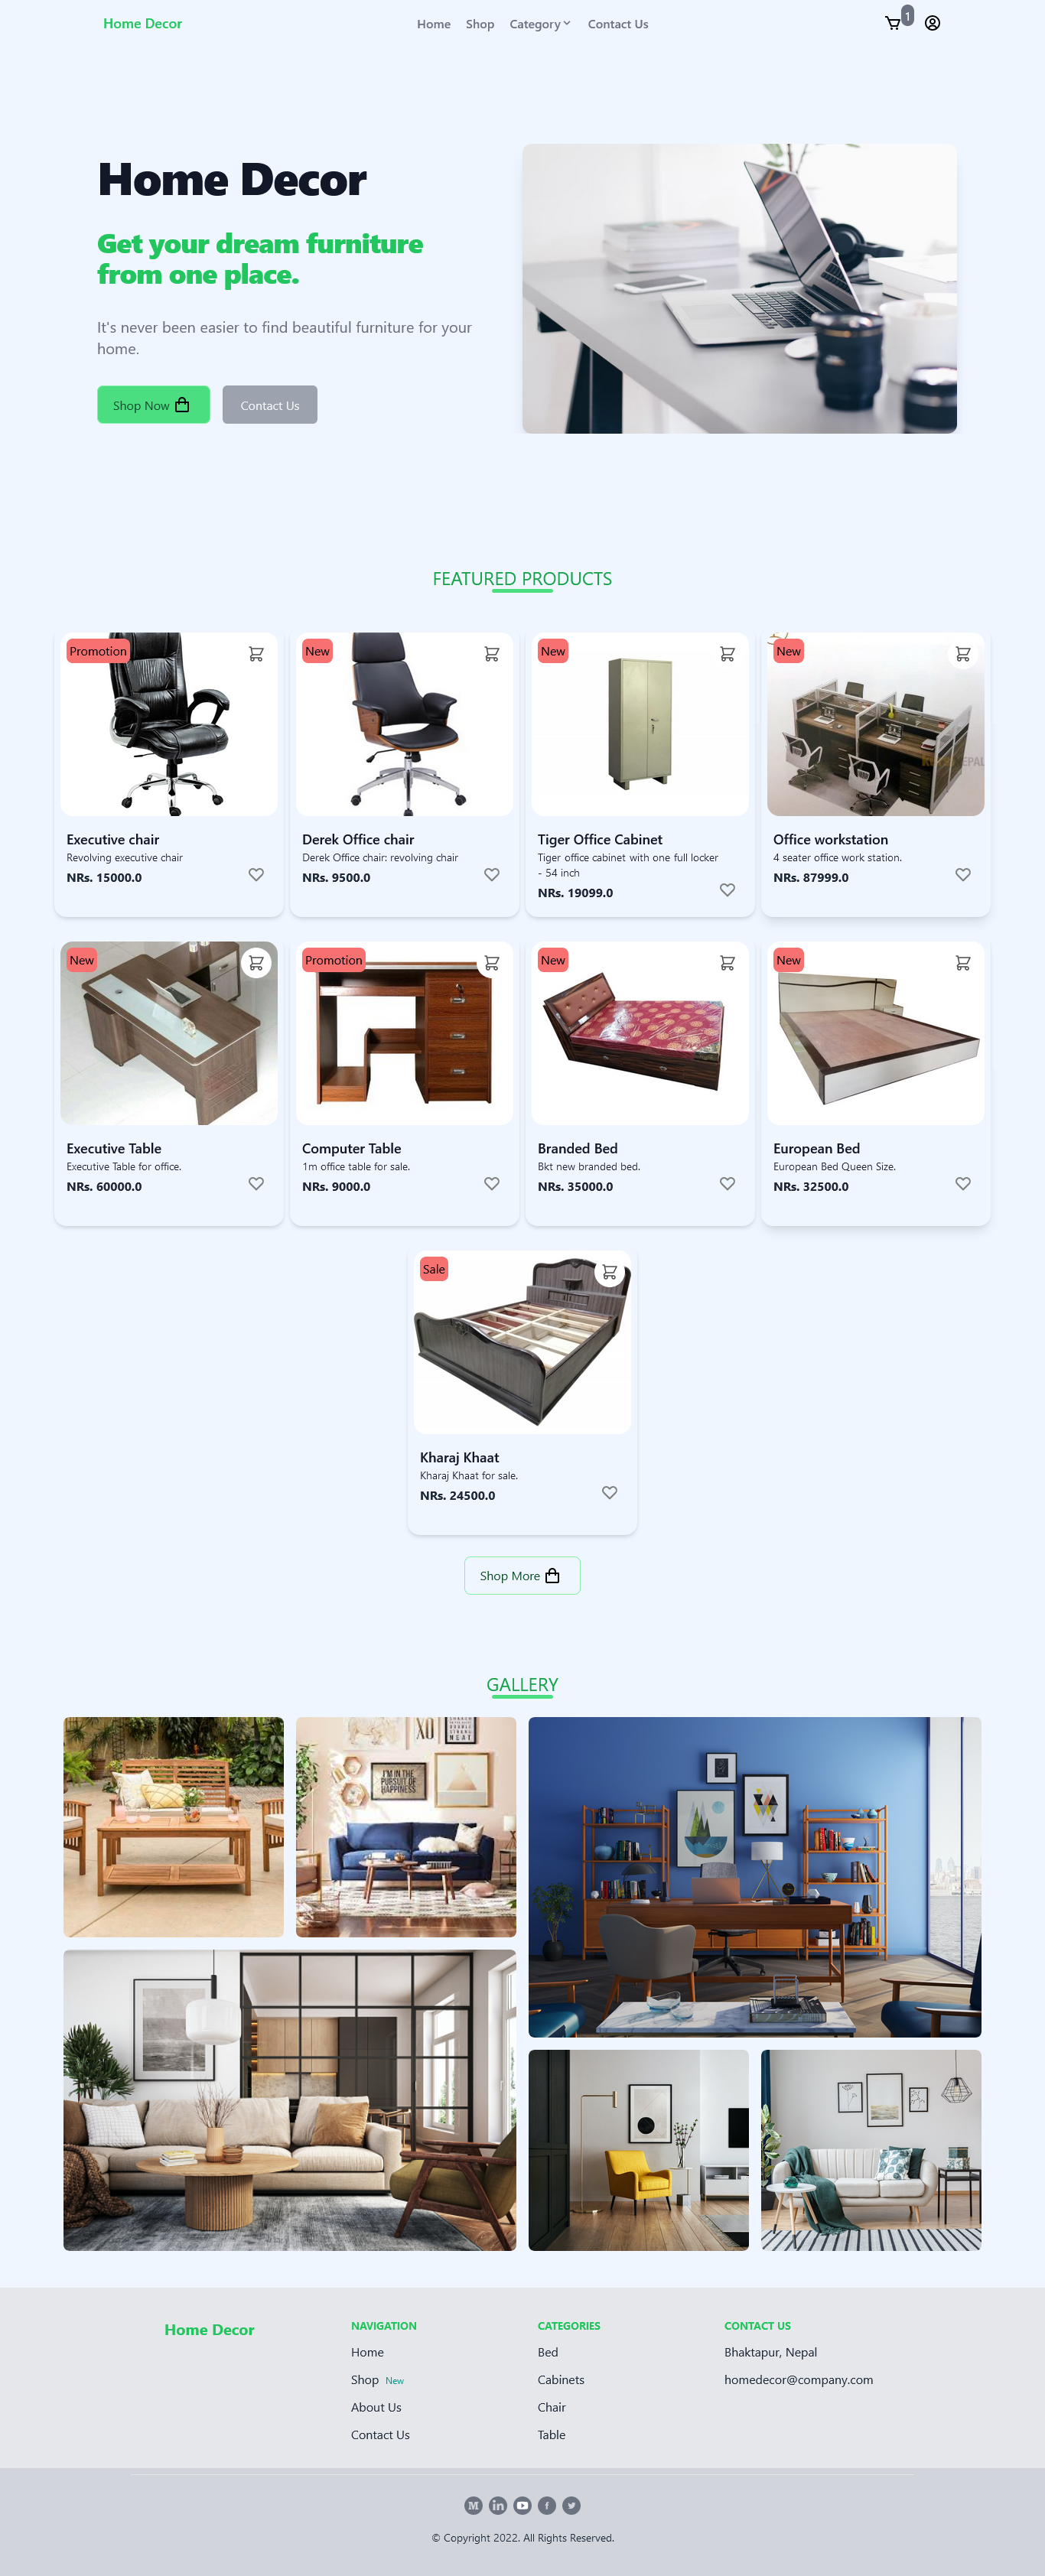 Home Decor
Home
Shop
Category
Contact Us
1
Home Decor
Get your dream furniture
from one place.
It's never been easier to find beautiful furniture for your
home.
Shop Now
Contact Us
FEATURED PRODUCTS
Promotion
Executive chair
Revolving executive chair
NRs. 15000.0
New
Derek Office chair
Derek Office chair: revolving chair
NRs. 9500.0
New
Tiger Office Cabinet
Tiger office cabinet with one full locker
- 54 inch
NRs. 19099.0
New
Office workstation
4 seater office work station.
NRs. 87999.0
New
Executive Table
Executive Table for office.
NRs. 60000.0
Promotion
Computer Table
1m office table for sale.
NRs. 9000.0
New
Branded Bed
Bkt new branded bed.
NRs. 35000.0
New
European Bed
European Bed Queen Size.
NRs. 32500.0
Sale
Kharaj Khaat
Kharaj Khaat for sale.
NRs. 24500.0
Shop More
GALLERY
XO
I'M IN THE
PURSUIT OF
HAPPINESS
Home Decor
NAVIGATION
Home
Shop New
About Us
Contact Us
CATEGORIES
Bed
Cabinets
Chair
Table
CONTACT US
Bhaktapur, Nepal
homedecor@company.com
© Copyright 2022. All Rights Reserved.